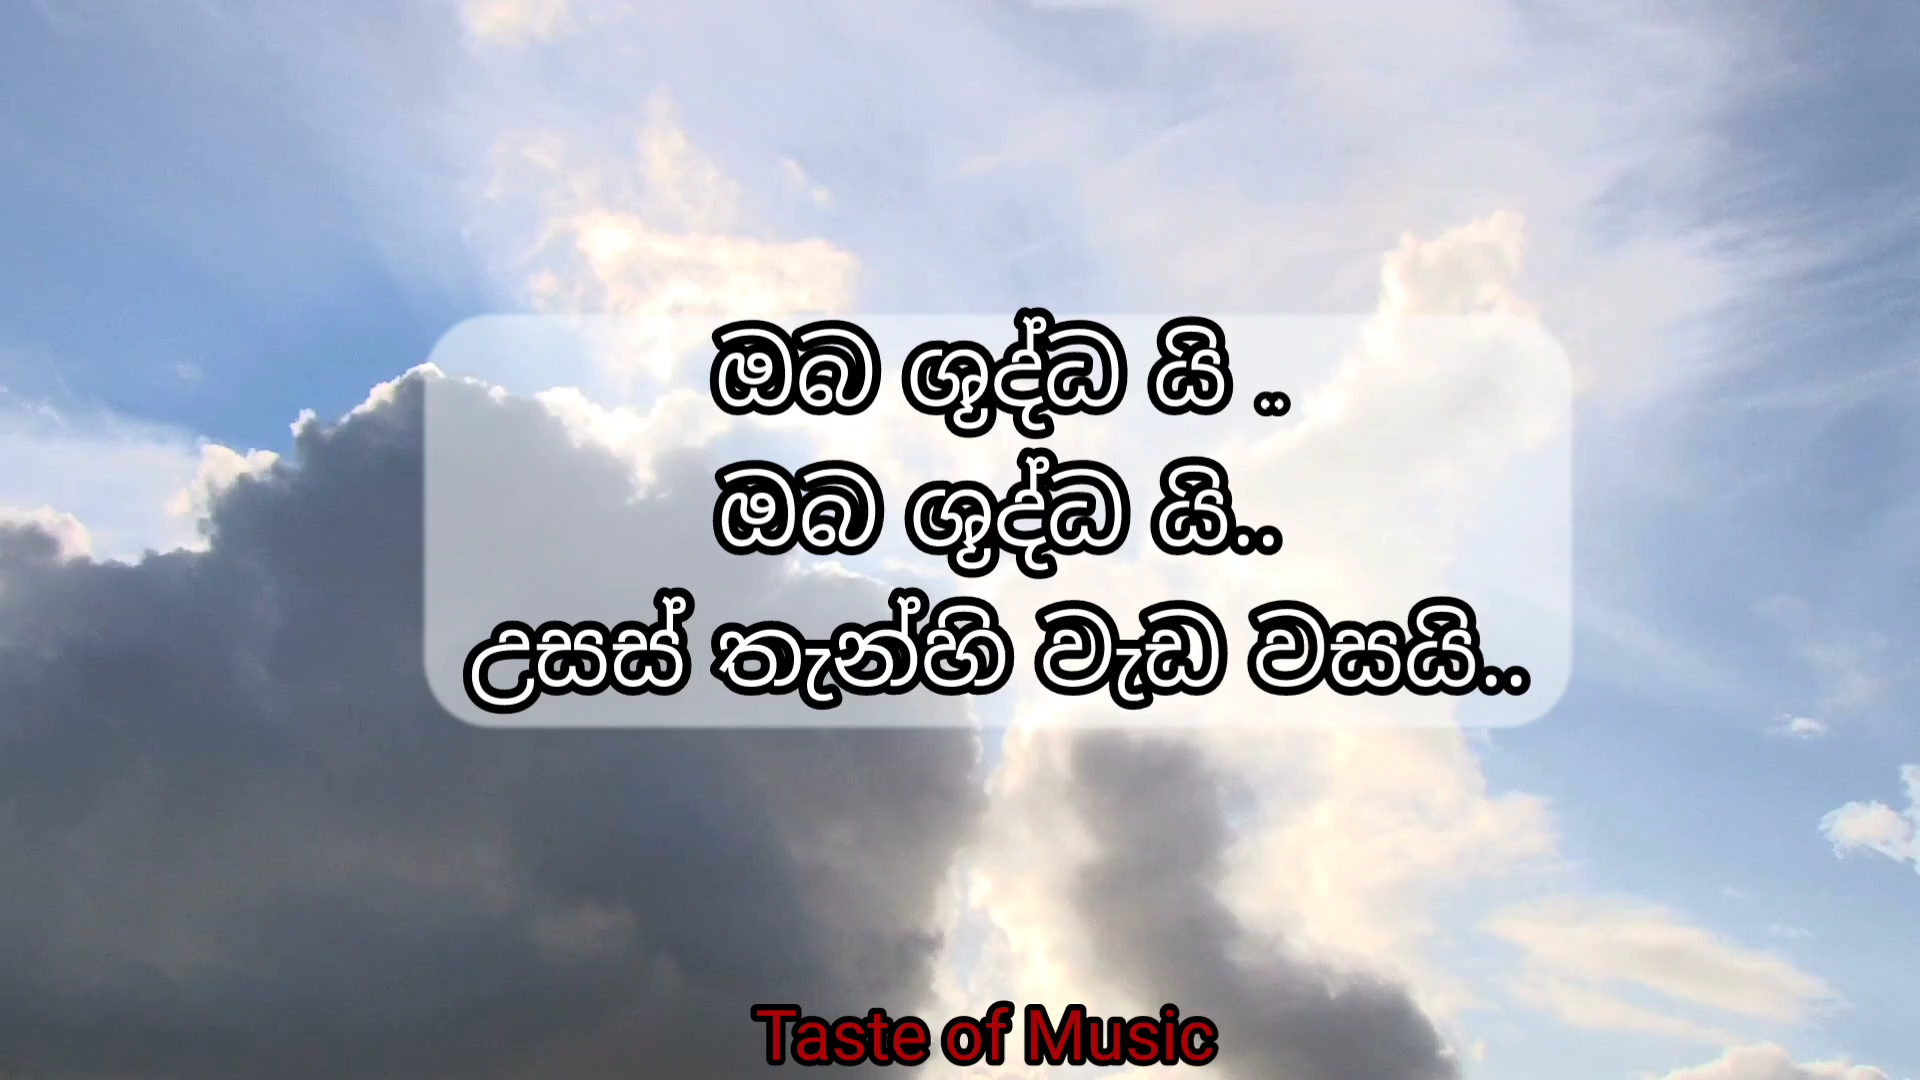 ඔබ ශුද්ධ යි ..
ඔබ ශුද්ධ යි..
උසස් තැන්හි වැඩ වසයි..
Taste of Music